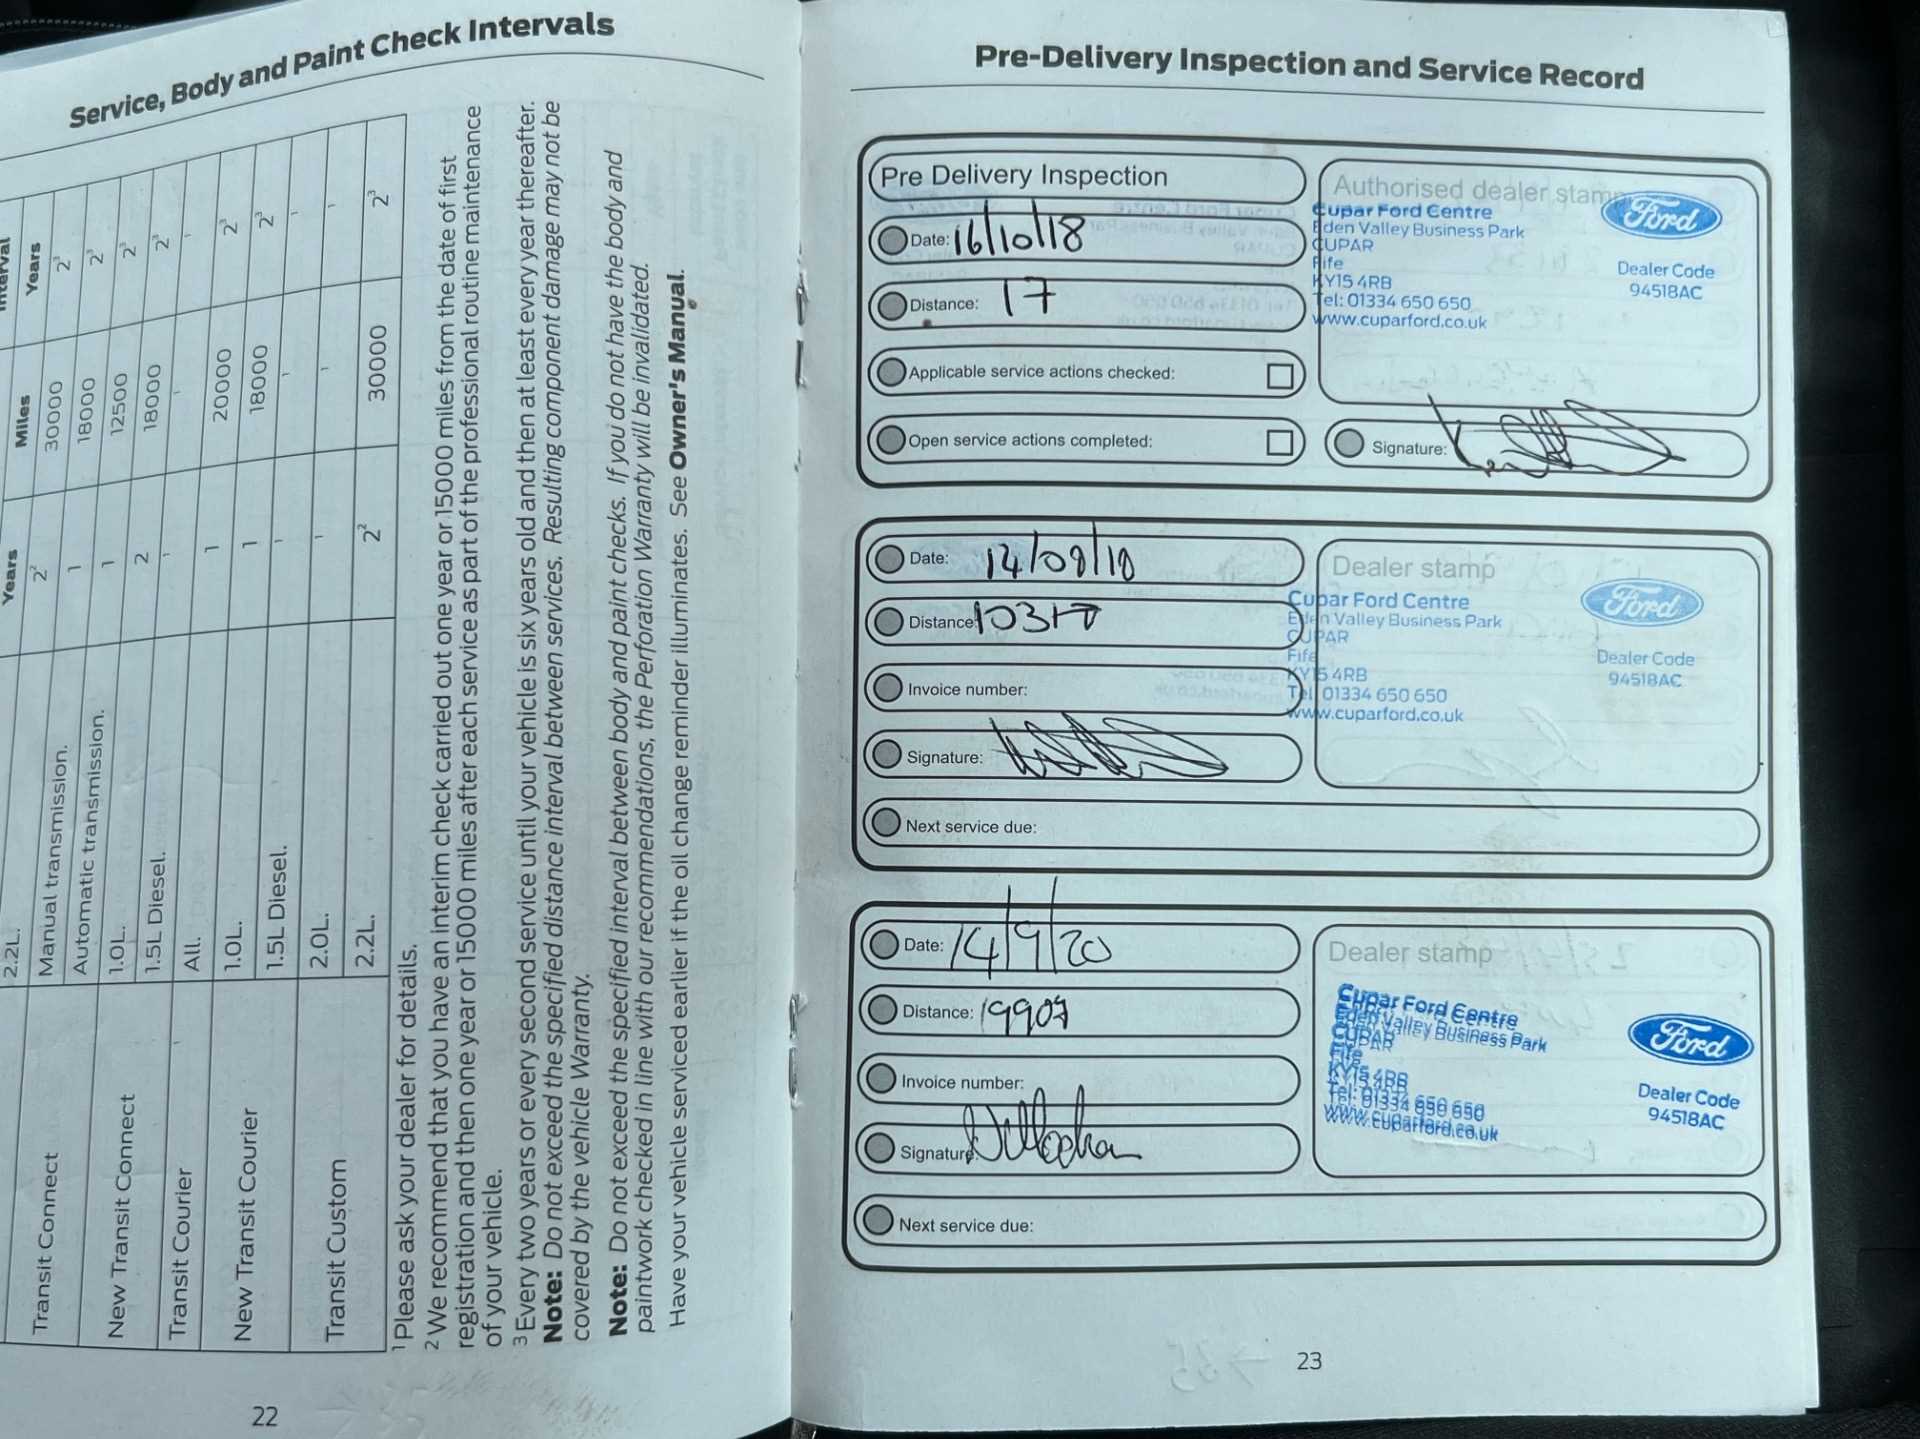 Service, Body and Paint Check Intervals
Interval
Years Miles Years
2.2L.
Transit Connect Manual transmission. 2² 30000 2³
Automatic transmission. 1 18000 2³
New Transit Connect 1.0L. 1 12500 2³
1.5L Diesel. 2 18000 2³
Transit Courier All. - - -
New Transit Courier 1.0L. 1 20000 2³
1.5L Diesel. 1 18000 2³
- - -
Transit Custom 2.0L. - - -
2.2L. 2² 30000 2³
¹ Please ask your dealer for details.
² We recommend that you have an interim check carried out one year or 15000 miles from the date of first
registration and then one year or 15000 miles after each service as part of the professional routine maintenance
of your vehicle.
³ Every two years or every second service until your vehicle is six years old and then at least every year thereafter.
Note: Do not exceed the specified distance interval between services. Resulting component damage may not be
covered by the vehicle Warranty.
Note: Do not exceed the specified interval between body and paint checks. If you do not have the body and
paintwork checked in line with our recommendations, the Perforation Warranty will be invalidated.
Have your vehicle serviced earlier if the oil change reminder illuminates. See Owner's Manual.
22
Pre-Delivery Inspection and Service Record
Pre Delivery Inspection
Date: 16/10/18
Distance: 17
Applicable service actions checked:
Open service actions completed:
Authorised dealer stamp
Cupar Ford Centre
Eden Valley Business Park
CUPAR
Fife
KY15 4RB
Tel: 01334 650 650
www.cuparford.co.uk
Ford
Dealer Code
94518AC
Signature:
Date: 14/09/19
Distance: 10317
Invoice number:
Signature:
Next service due:
Dealer stamp
Cupar Ford Centre
Eden Valley Business Park
CUPAR
Fife
KY15 4RB
Tel: 01334 650 650
www.cuparford.co.uk
Ford
Dealer Code
94518AC
Date: 14/9/20
Distance: 19907
Invoice number:
Signature:
Next service due:
Dealer stamp
Cupar Ford Centre
Eden Valley Business Park
CUPAR
Fife
KY15 4RB
Tel: 01334 650 650
www.cuparford.co.uk
Ford
Dealer Code
94518AC
23